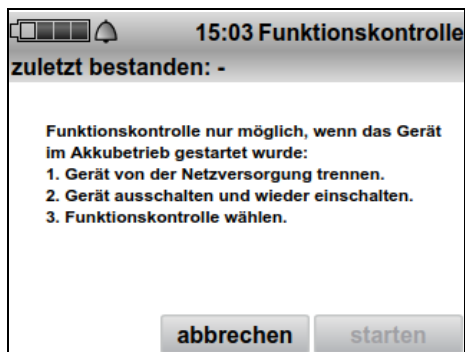 15:03 Funktionskontrolle
zuletzt bestanden: -
Funktionskontrolle nur möglich, wenn das Gerät
im Akkubetrieb gestartet wurde:
1. Gerät von der Netzversorgung trennen.
2. Gerät ausschalten und wieder einschalten.
3. Funktionskontrolle wählen.
abbrechen starten